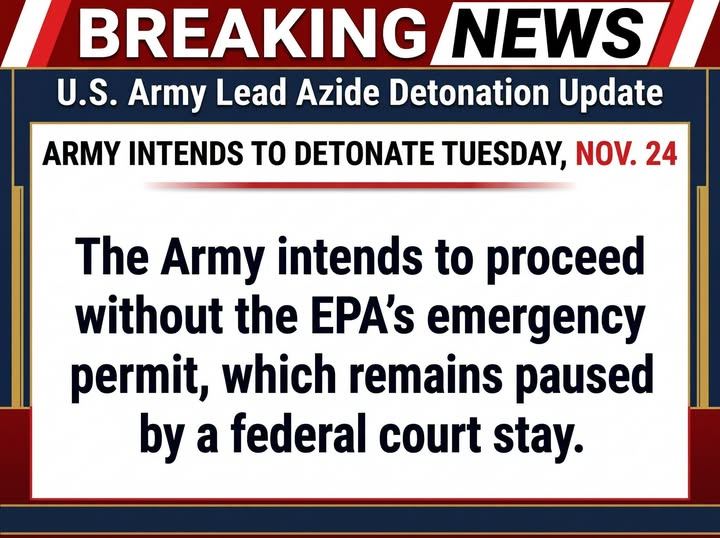 BREAKING NEWS
U.S. Army Lead Azide Detonation Update
ARMY INTENDS TO DETONATE TUESDAY, NOV. 24
The Army intends to proceed
without the EPA’s emergency
permit, which remains paused
by a federal court stay.